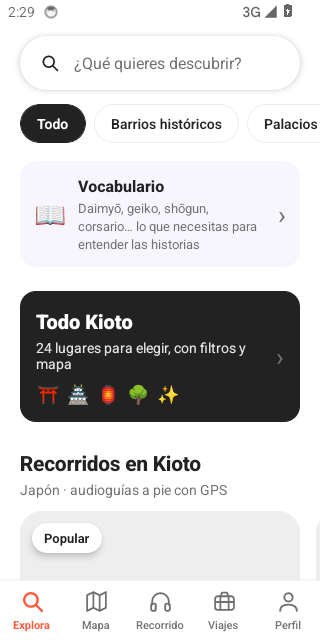 2:29
3G
¿Qué quieres descubrir?
Todo
Barrios históricos
Palacios
Vocabulario
Daimyō, geiko, shōgun,
corsario… lo que necesitas para
entender las historias
Todo Kioto
24 lugares para elegir, con filtros y
mapa
Recorridos en Kioto
Japón · audioguías a pie con GPS
Popular
Explora
Mapa
Recorrido
Viajes
Perfil